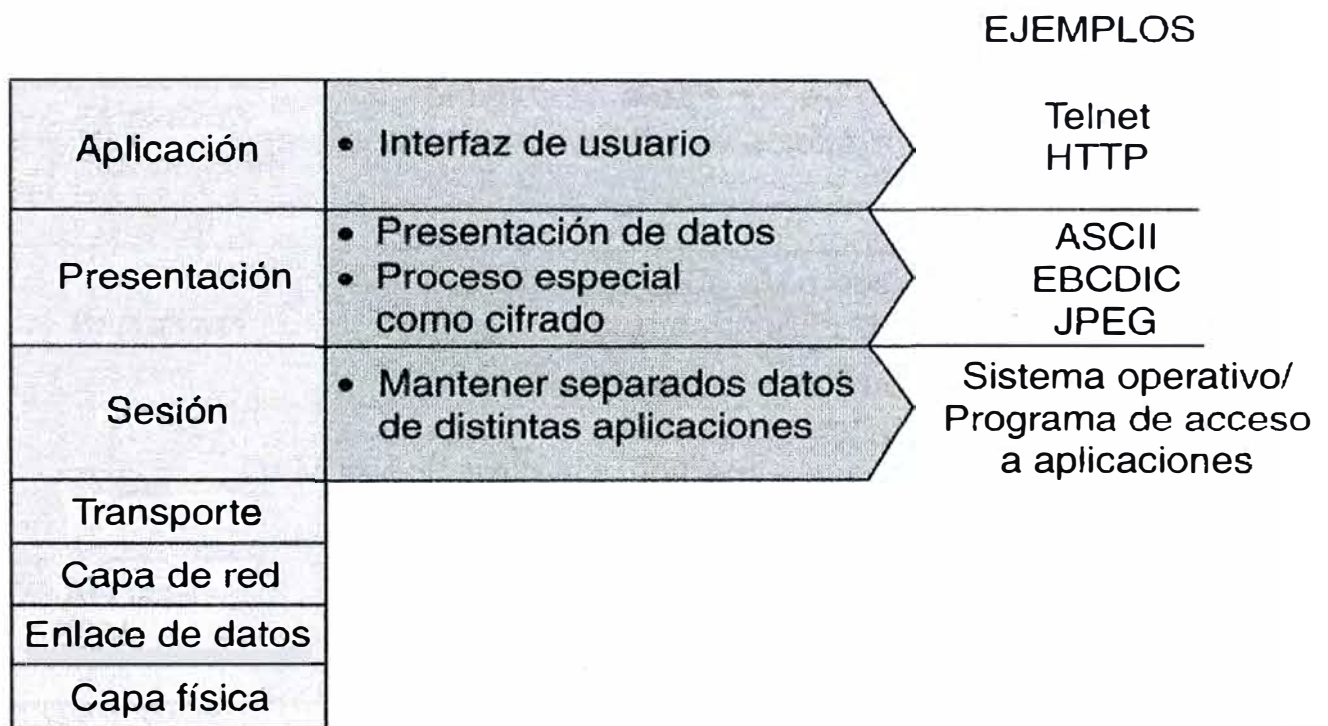 EJEMPLOS
Aplicación
• Interfaz de usuario
Telnet
HTTP
Presentación
• Presentación de datos
• Proceso especial
como cifrado
ASCII
EBCDIC
JPEG
Sesión
• Mantener separados datos
de distintas aplicaciones
Sistema operativo/
Programa de acceso
a aplicaciones
Transporte
Capa de red
Enlace de datos
Capa física